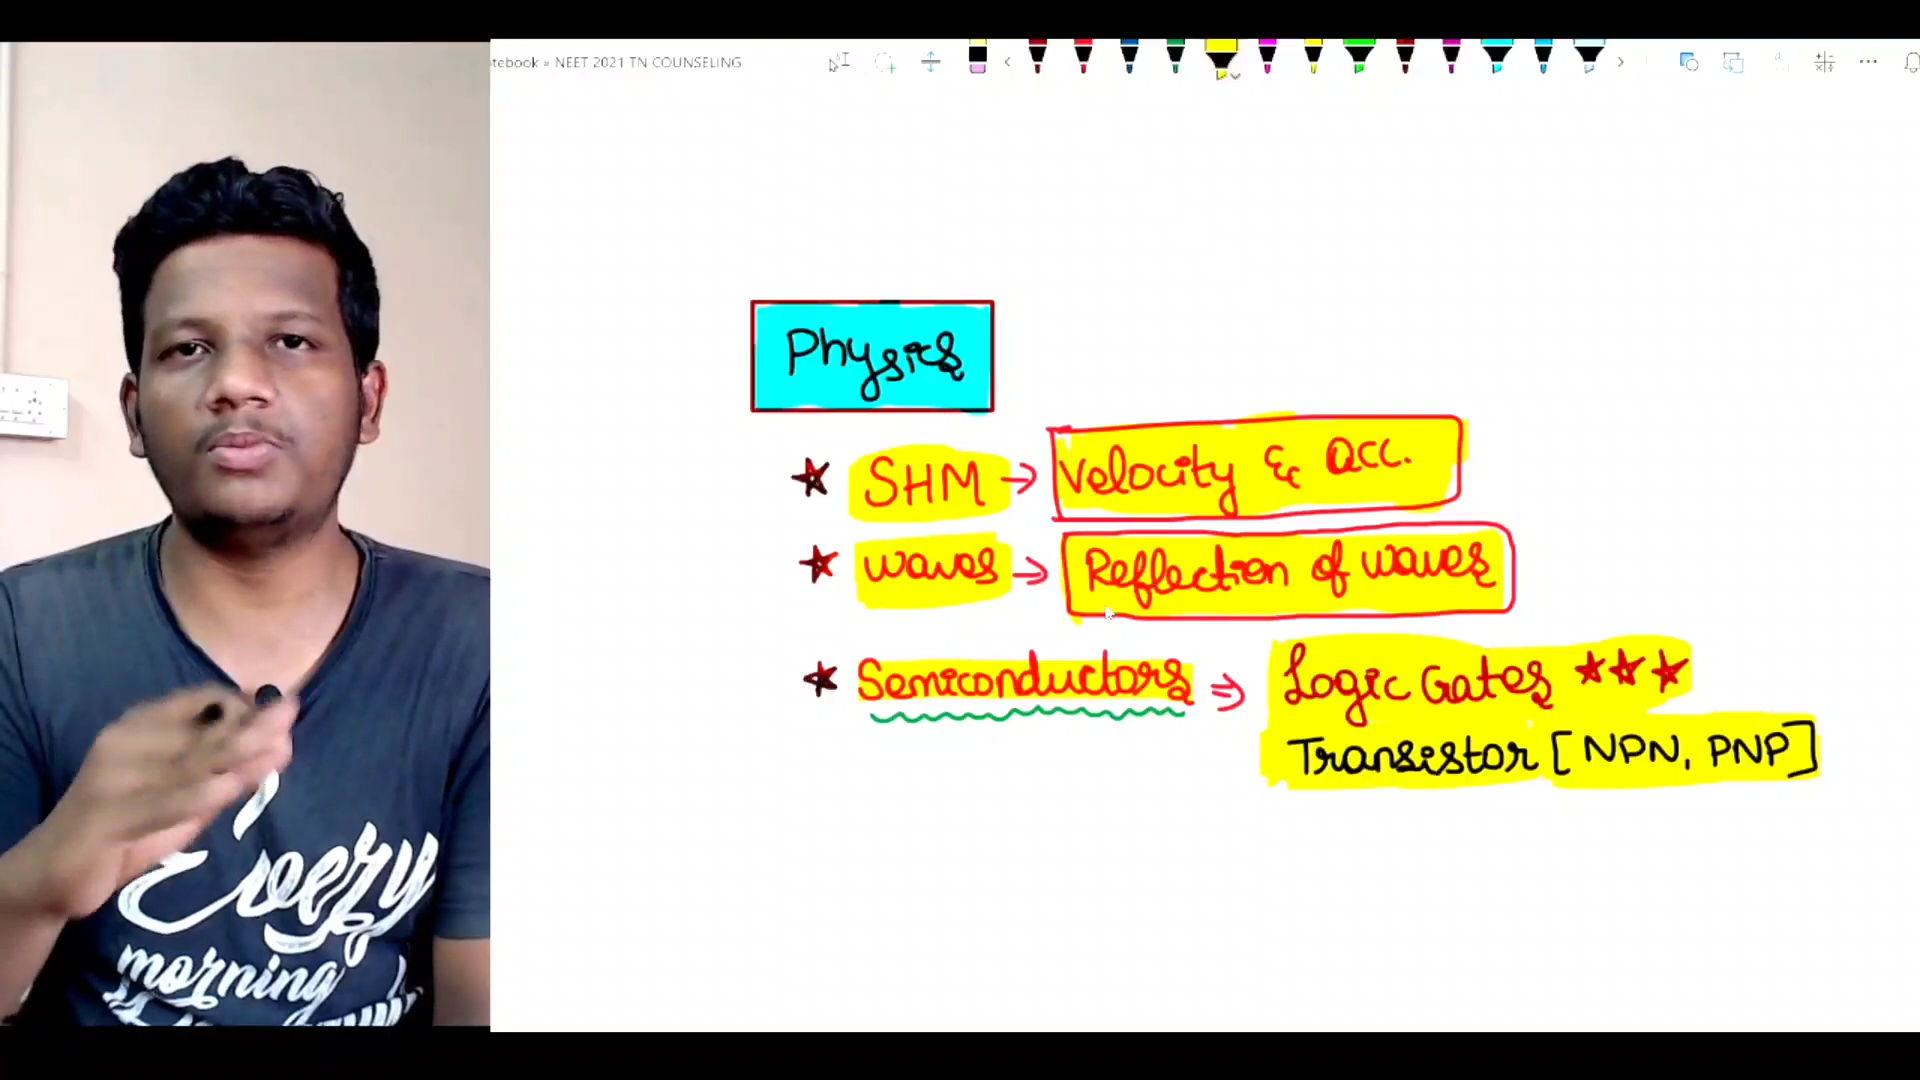 otebook » NEET 2021 TN COUNSELING
Physics
SHM → Velocity & acc.
waves → Reflection of waves
Semiconductors ⇒ Logic Gates ★★★
Transistor [NPN, PNP]
Every
morning